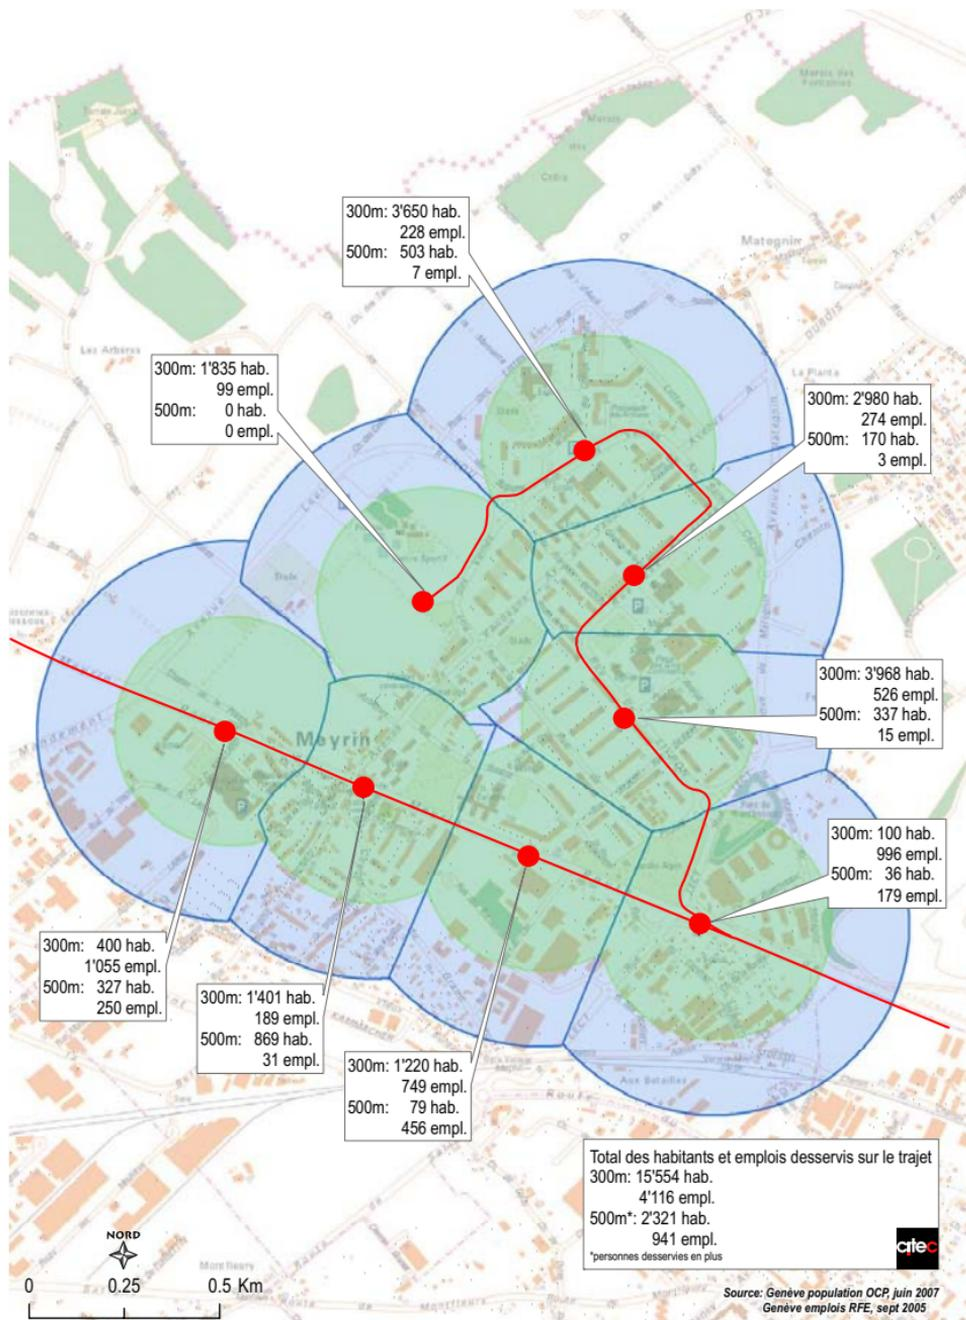 Mategnin
300m: 3'650 hab.
228 empl.
500m: 503 hab.
7 empl.
Les Arbères
La Planta
300m: 1'835 hab.
99 empl.
500m: 0 hab.
0 empl.
300m: 2'980 hab.
274 empl.
500m: 170 hab.
3 empl.
300m: 3'968 hab.
526 empl.
500m: 337 hab.
15 empl.
Meyrin
P
P
P
300m: 100 hab.
996 empl.
500m: 36 hab.
179 empl.
300m: 400 hab.
1'055 empl.
500m: 327 hab.
250 empl.
300m: 1'401 hab.
189 empl.
500m: 869 hab.
31 empl.
300m: 1'220 hab.
749 empl.
500m: 79 hab.
456 empl.
Aux Batailles
Total des habitants et emplois desservis sur le trajet
300m: 15'554 hab.
4'116 empl.
500m*: 2'321 hab.
941 empl.
*personnes desservies en plus
citec
NORD
Montfleury
0 0.25 0.5 Km
Source: Genève population OCP, juin 2007
Genève emplois RFE, sept 2005